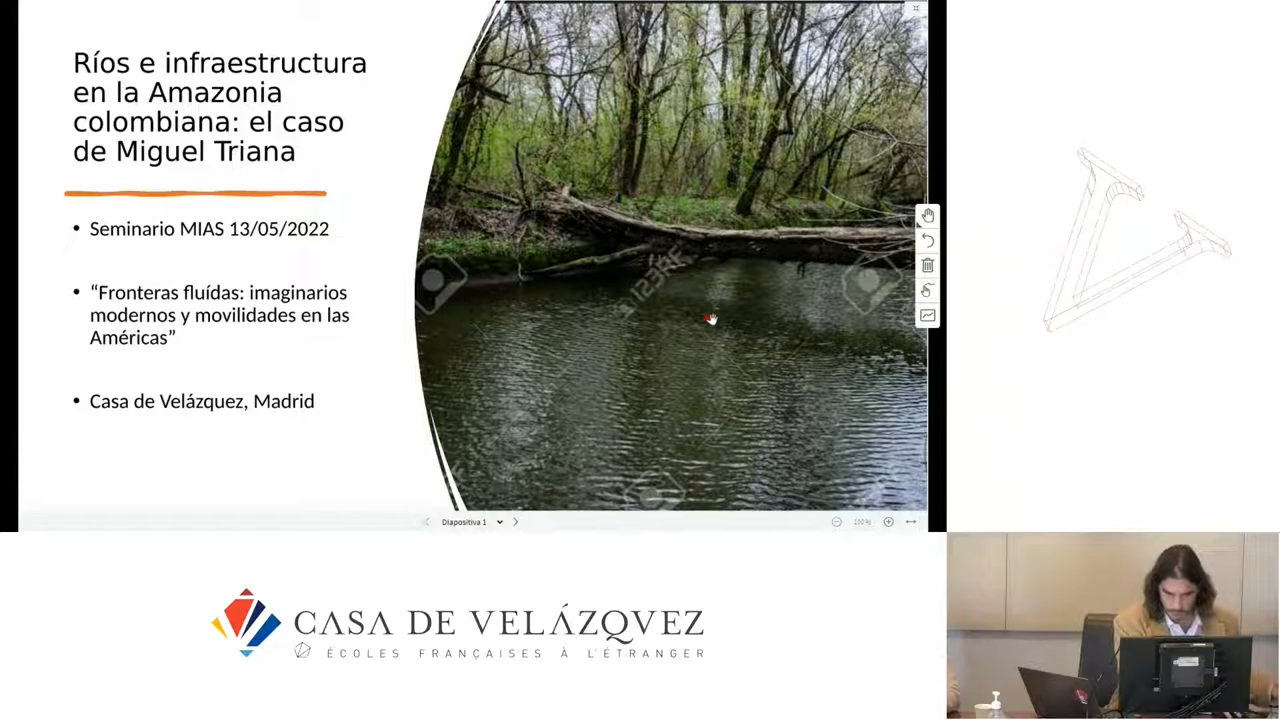 Ríos e infraestructura
en la Amazonia
colombiana: el caso
de Miguel Triana
• Seminario MIAS 13/05/2022
• “Fronteras fluídas: imaginarios
modernos y movilidades en las
Américas”
• Casa de Velázquez, Madrid
123RF
Diapositiva 1
CASA DE VELÁZQVEZ
ÉCOLES FRANÇAISES À L'ÉTRANGER